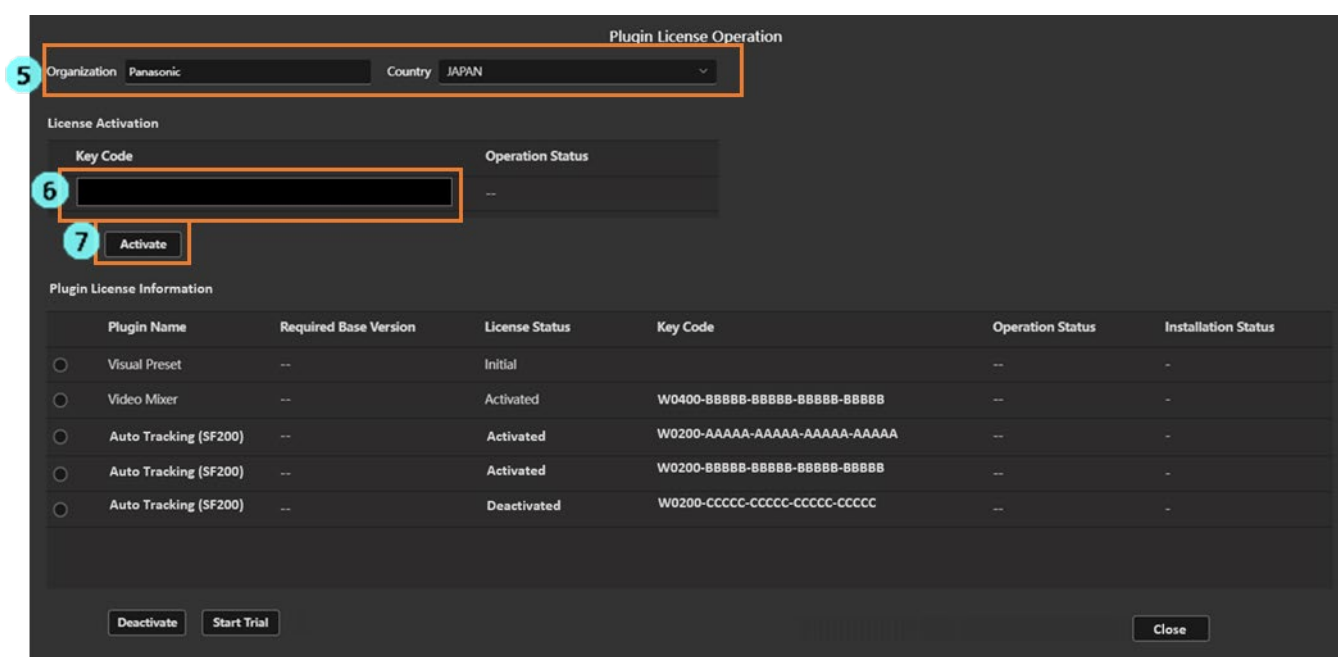 Plugin License Operation
5 Organization Panasonic Country JAPAN
License Activation
Key Code Operation Status
6 --
7 Activate
Plugin License Information
Plugin Name Required Base Version License Status Key Code Operation Status Installation Status
Visual Preset -- Initial -- -
Video Mixer -- Activated W0400-BBBBB-BBBBB-BBBBB-BBBBB -- -
Auto Tracking (SF200) -- Activated W0200-AAAAA-AAAAA-AAAAA-AAAAA -- -
Auto Tracking (SF200) -- Activated W0200-BBBBB-BBBBB-BBBBB-BBBBB -- -
Auto Tracking (SF200) -- Deactivated W0200-CCCCC-CCCCC-CCCCC-CCCCC -- -
Deactivate Start Trial Close